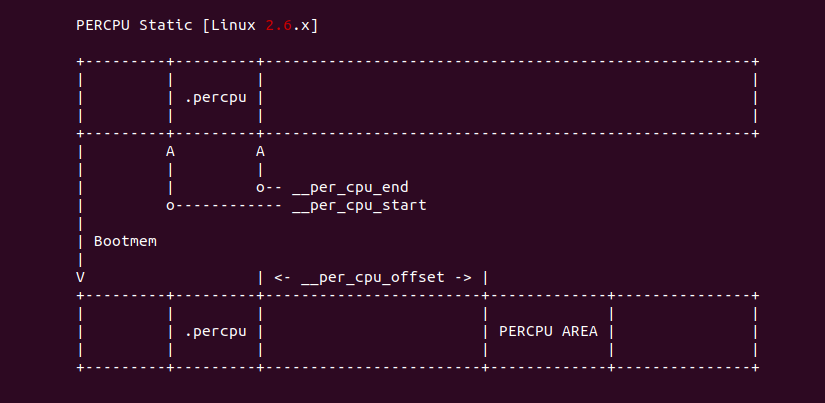 PERCPU Static [Linux 2.6.x]
.percpu
A A
o-- __per_cpu_end
o------------ __per_cpu_start
Bootmem
V | <- __per_cpu_offset -> |
.percpu PERCPU AREA